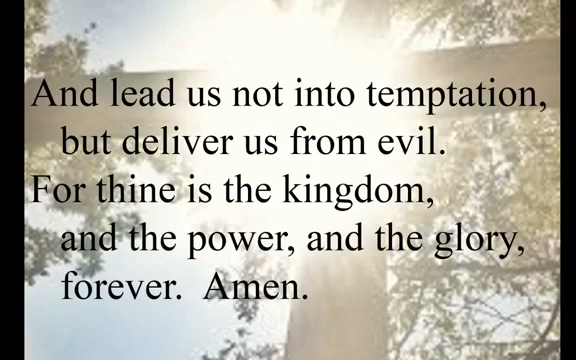 And lead us not into temptation,
but deliver us from evil.
For thine is the kingdom,
and the power, and the glory,
forever.  Amen.